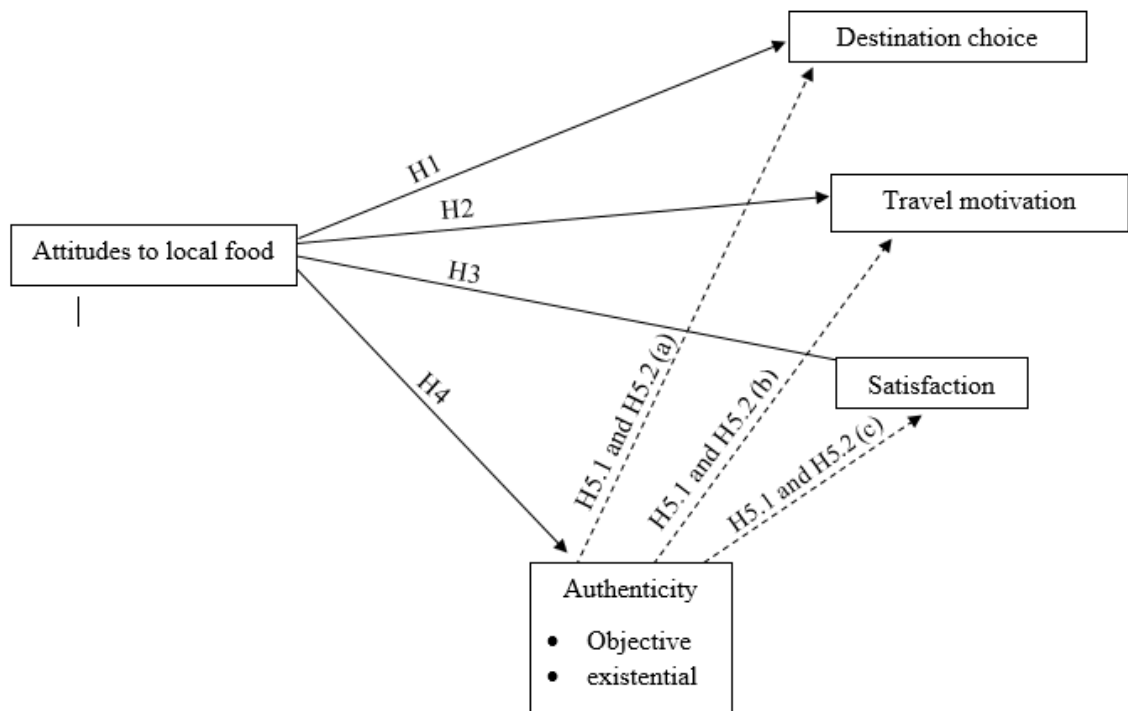 Destination choice
H1
Travel motivation
H2
Attitudes to local food
H3
H4
Satisfaction
H5.1 and H5.2 (a)
H5.1 and H5.2 (b)
H5.1 and H5.2 (c)
Authenticity
• Objective
• existential